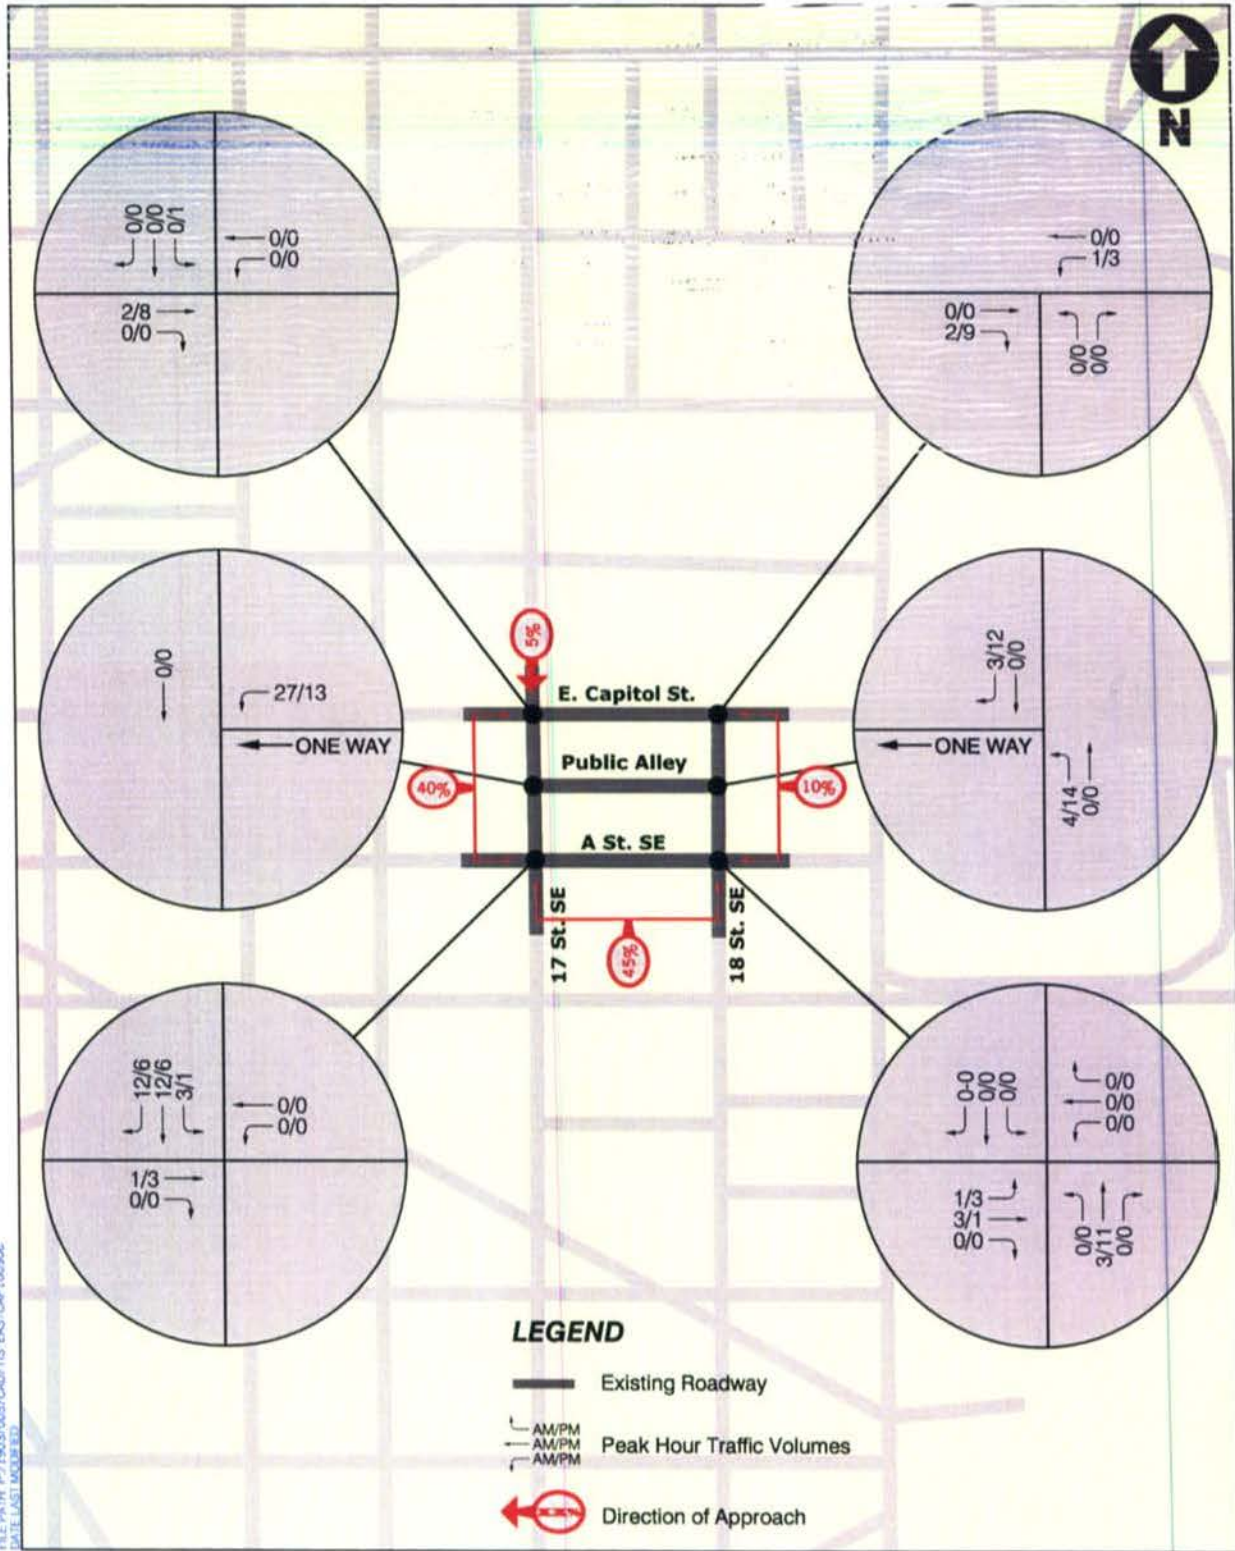 N
0/0
0/0
0/1
0/0
0/0
2/8
0/0
0/0
1/3
0/0
2/9
0/0
0/0
5%
0/0
27/13
ONE WAY
E. Capitol St.
Public Alley
A St. SE
40%
10%
3/12
0/0
ONE WAY
4/14
0/0
17 St. SE
18 St. SE
45%
12/6
12/6
3/1
0/0
0/0
1/3
0/0
0-0
0/0
0/0
0/0
0/0
0/0
1/3
3/1
0/0
0/0
3/11
0/0
LEGEND
Existing Roadway
AM/PM
AM/PM
AM/PM
Peak Hour Traffic Volumes
Direction of Approach
DATE LAST MODIFIED: